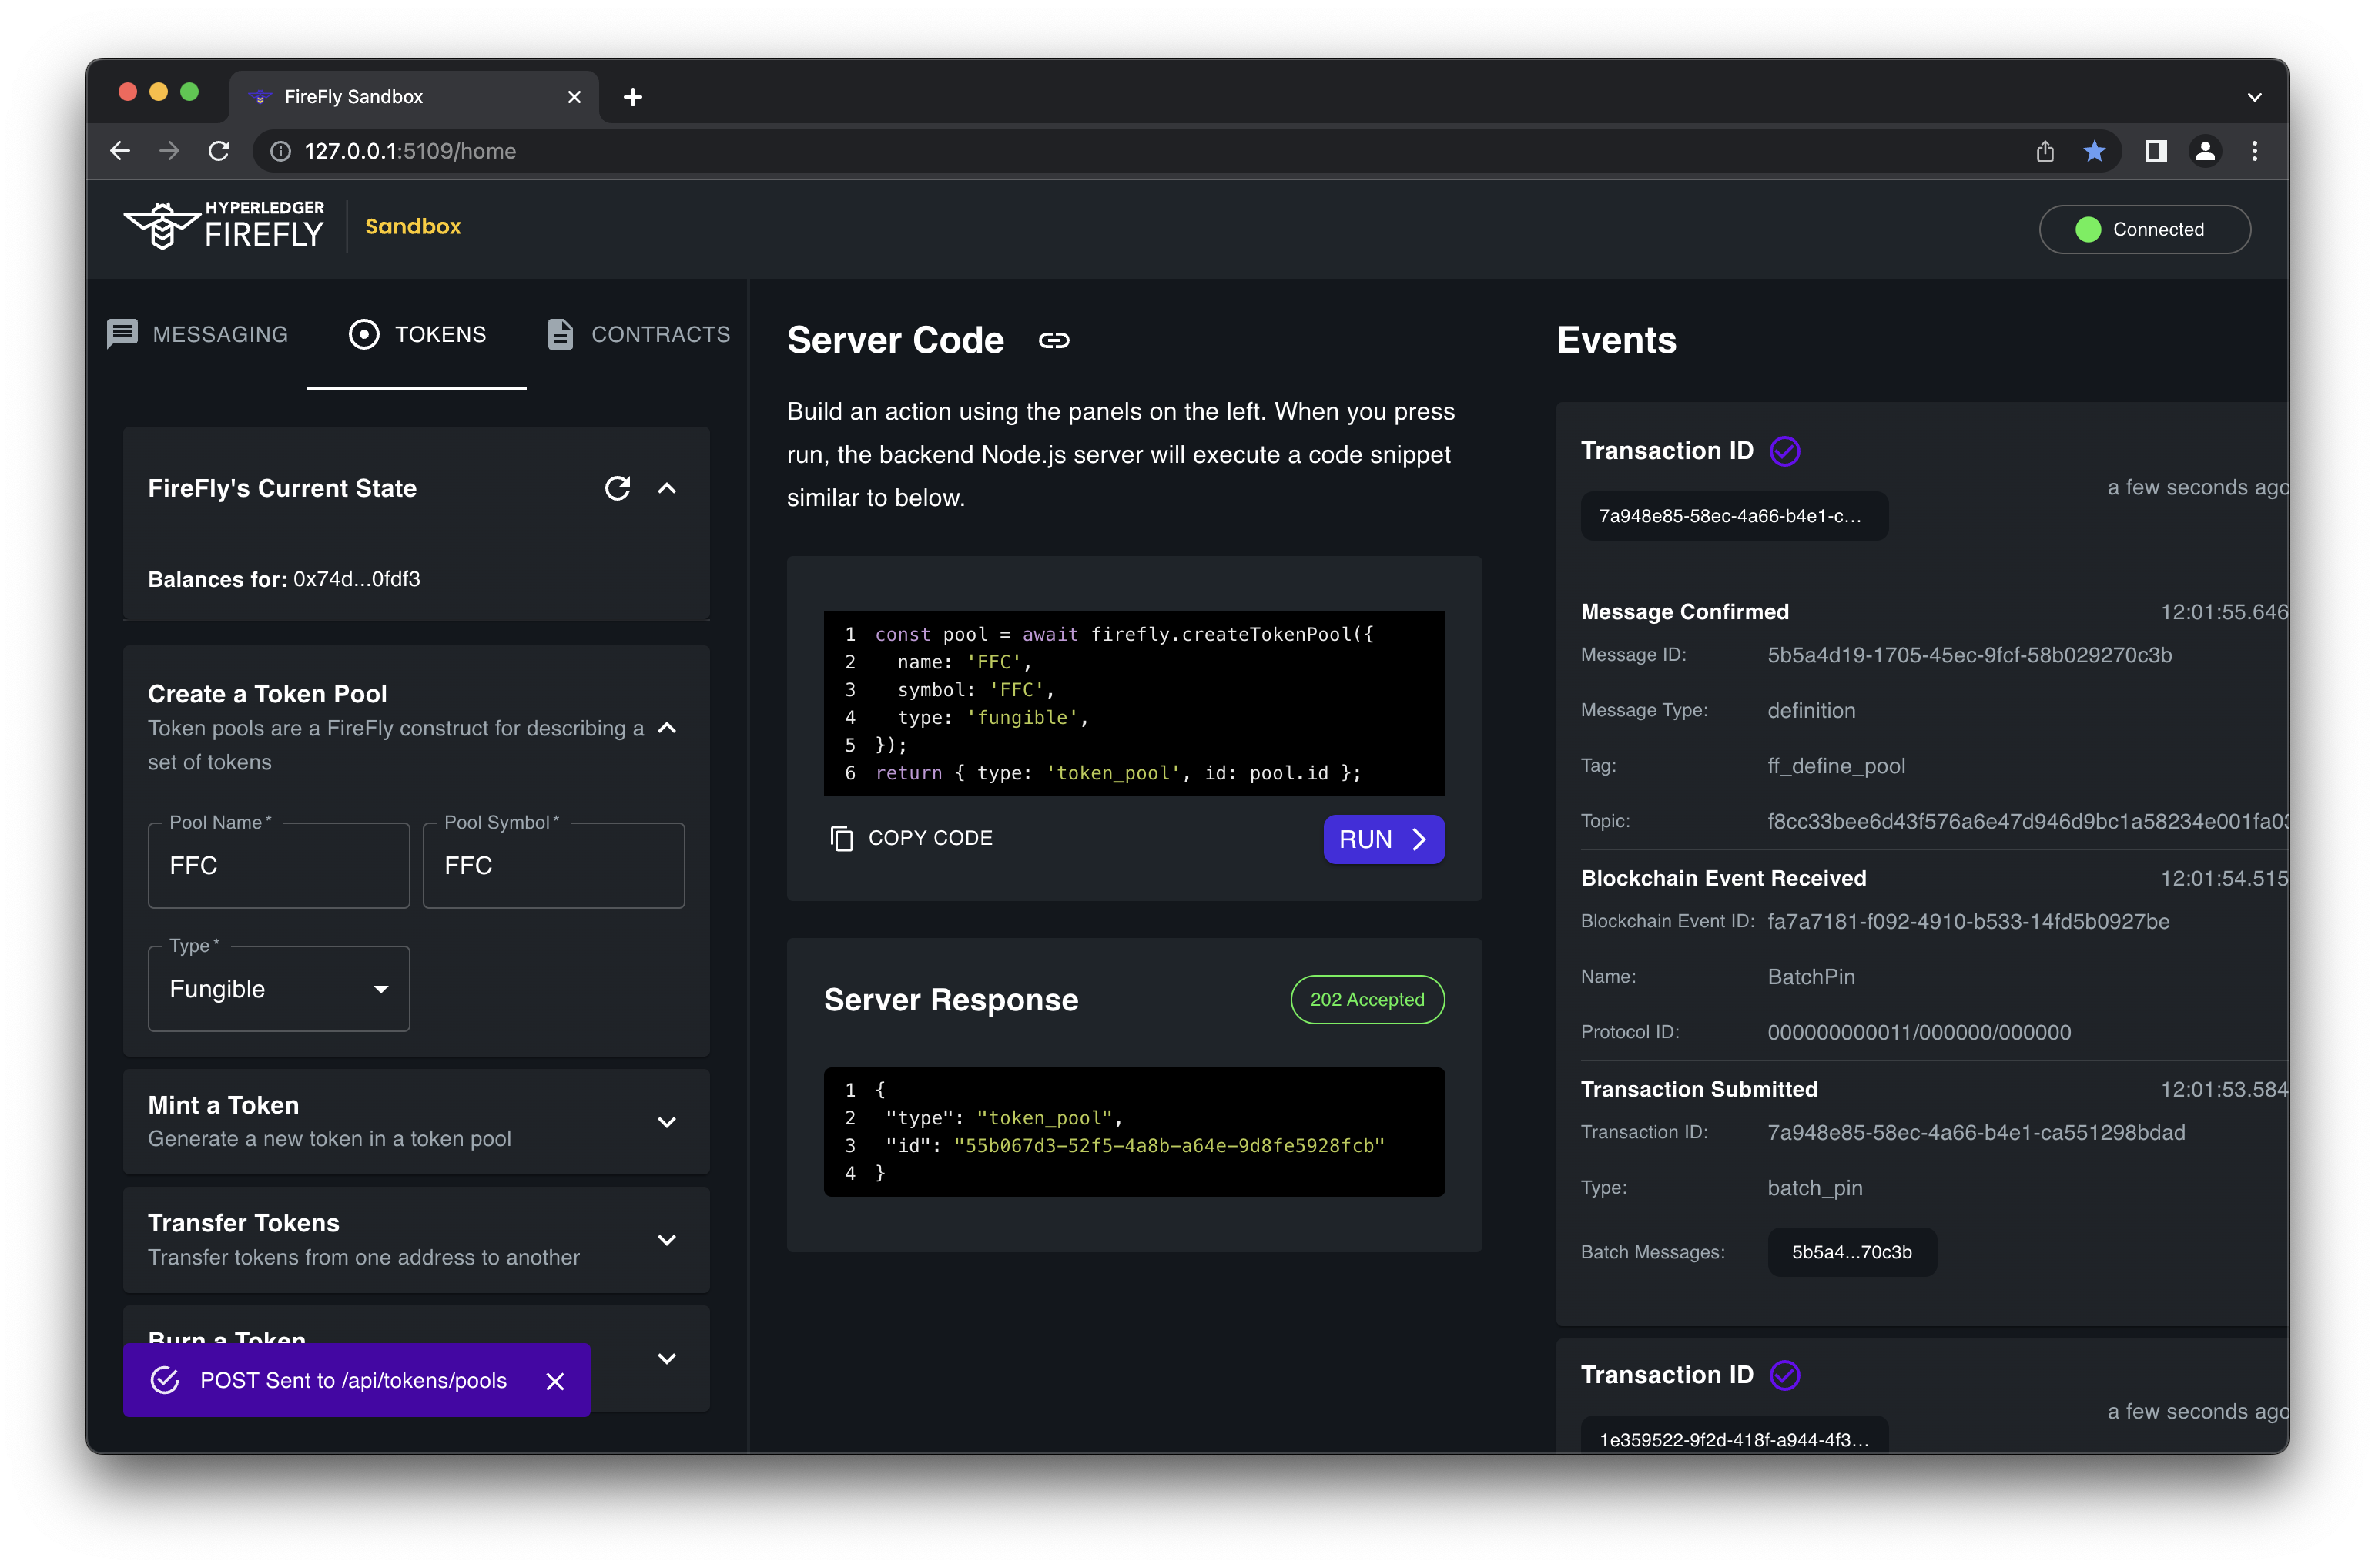 FireFly Sandbox
127.0.0.1:5109/home
HYPERLEDGER
FIREFLY
Sandbox
Connected
MESSAGING
TOKENS
CONTRACTS
FireFly's Current State
Balances for: 0x74d...0fdf3
Create a Token Pool
Token pools are a FireFly construct for describing a
set of tokens
Pool Name *
FFC
Pool Symbol *
FFC
Type *
Fungible
Mint a Token
Generate a new token in a token pool
Transfer Tokens
Transfer tokens from one address to another
Burn a Token
POST Sent to /api/tokens/pools
Server Code
Build an action using the panels on the left. When you press
run, the backend Node.js server will execute a code snippet
similar to below.
1 const pool = await firefly.createTokenPool({
2   name: 'FFC',
3   symbol: 'FFC',
4   type: 'fungible',
5 });
6 return { type: 'token_pool', id: pool.id };
COPY CODE
RUN
Server Response
202 Accepted
1 {
2  "type": "token_pool",
3  "id": "55b067d3-52f5-4a8b-a64e-9d8fe5928fcb"
4 }
Events
Transaction ID
a few seconds ago
7a948e85-58ec-4a66-b4e1-c...
Message Confirmed 12:01:55.646
Message ID: 5b5a4d19-1705-45ec-9fcf-58b029270c3b
Message Type: definition
Tag: ff_define_pool
Topic: f8cc33bee6d43f576a6e47d946d9bc1a58234e001fa03
Blockchain Event Received 12:01:54.515
Blockchain Event ID: fa7a7181-f092-4910-b533-14fd5b0927be
Name: BatchPin
Protocol ID: 000000000011/000000/000000
Transaction Submitted 12:01:53.584
Transaction ID: 7a948e85-58ec-4a66-b4e1-ca551298bdad
Type: batch_pin
Batch Messages: 5b5a4...70c3b
Transaction ID
a few seconds ago
1e359522-9f2d-418f-a944-4f3...